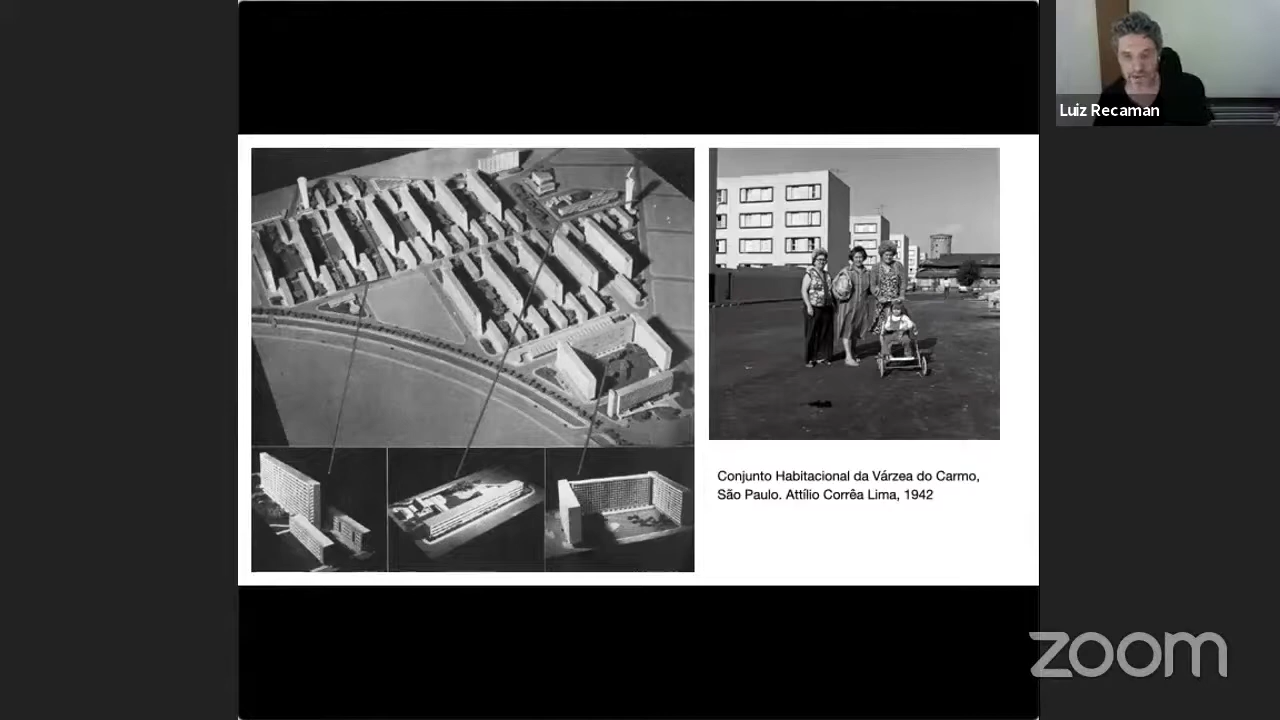 Luiz Recaman
Conjunto Habitacional da Várzea do Carmo,
São Paulo. Attílio Corrêa Lima, 1942
zoom